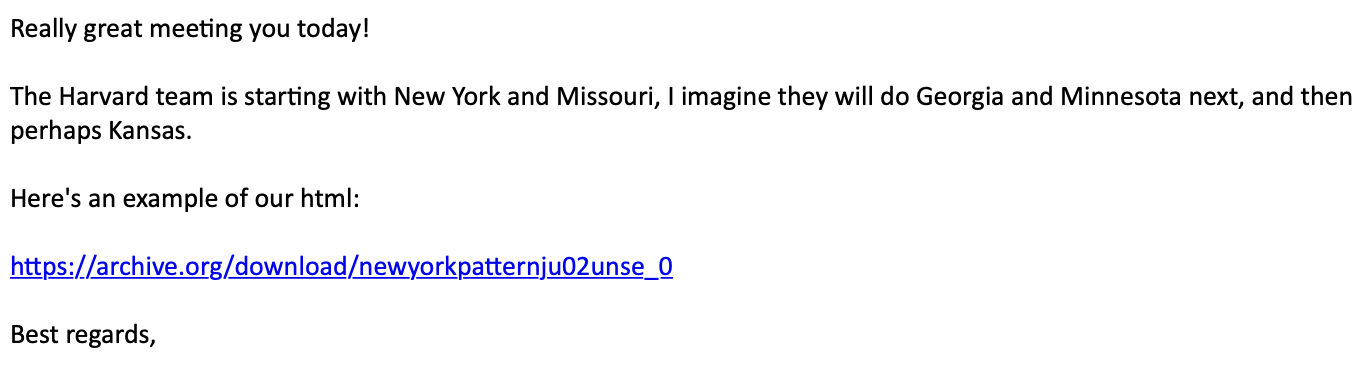 Really great meeting you today!
The Harvard team is starting with New York and Missouri, I imagine they will do Georgia and Minnesota next, and then
perhaps Kansas.
Here's an example of our html:
https://archive.org/download/newyorkpatternju02unse_0
Best regards,